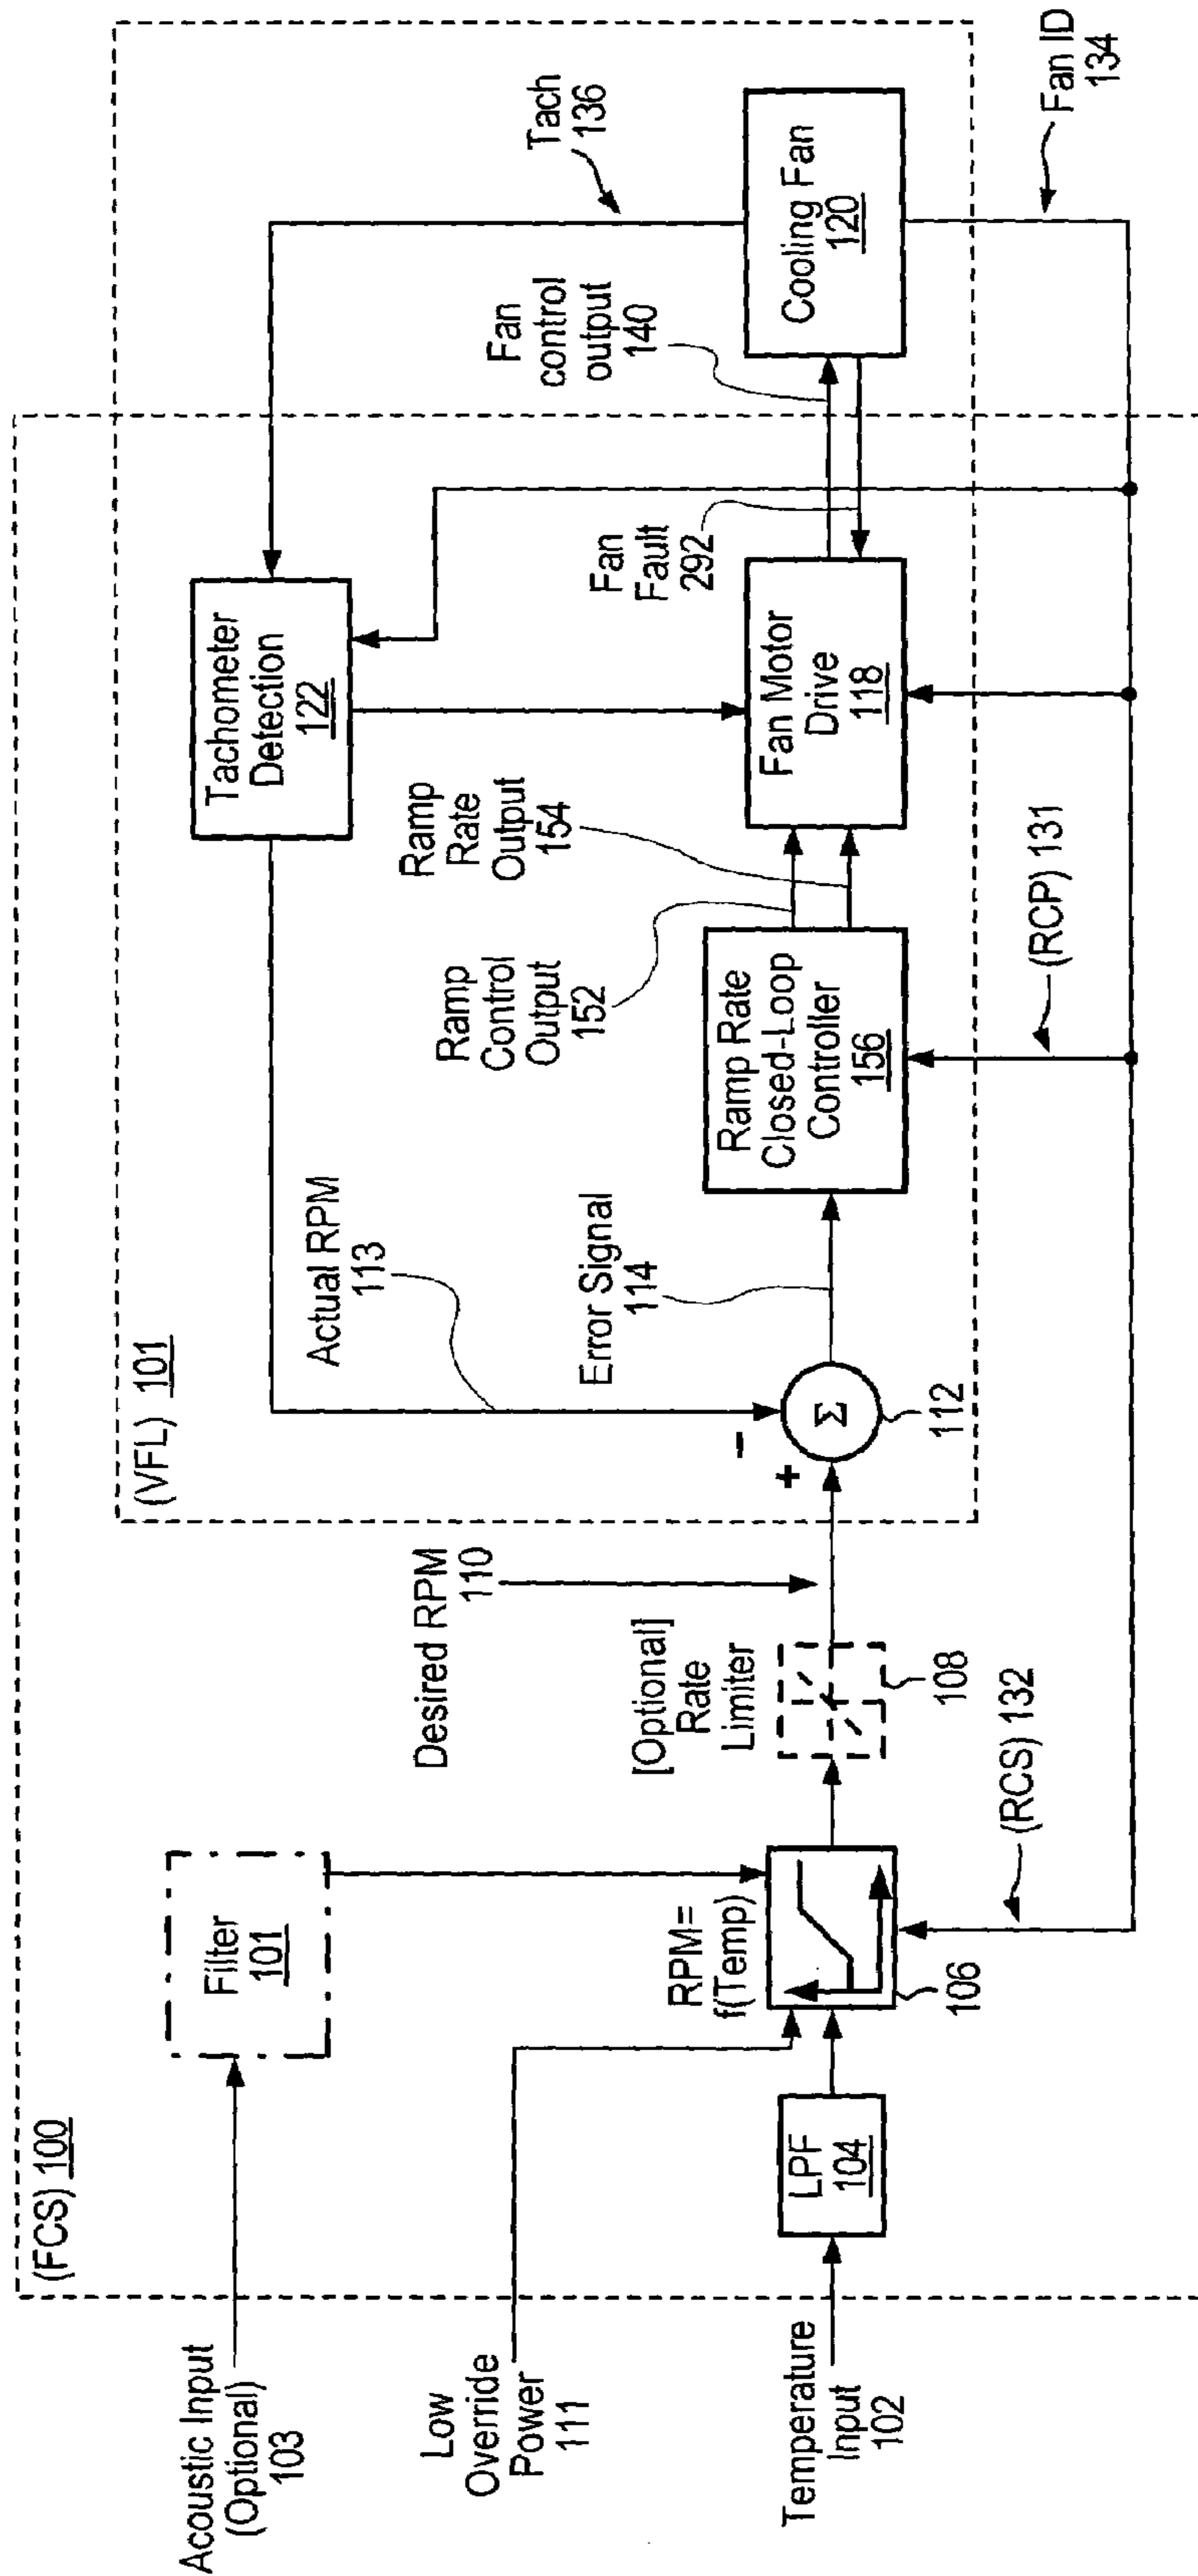 (FCS) 100
Acoustic Input
(Optional)
103
Filter
101
Low
Override
Power
111
Temperature
Input
102
LPF
104
RPM=
f(Temp)
106
(RCS) 132
[Optional]
Rate
Limiter
108
Desired RPM
110
(VFL) 101
Actual RPM
113
-
+
Σ
112
Error Signal
114
Ramp Rate
Closed-Loop
Controller
156
Ramp
Control
Output
152
Ramp
Rate
Output
154
(RCP) 131
Tachometer
Detection
122
Fan Motor
Drive
118
Fan
Fault
292
Fan
control
output
140
Cooling Fan
120
Tach
136
Fan ID
134